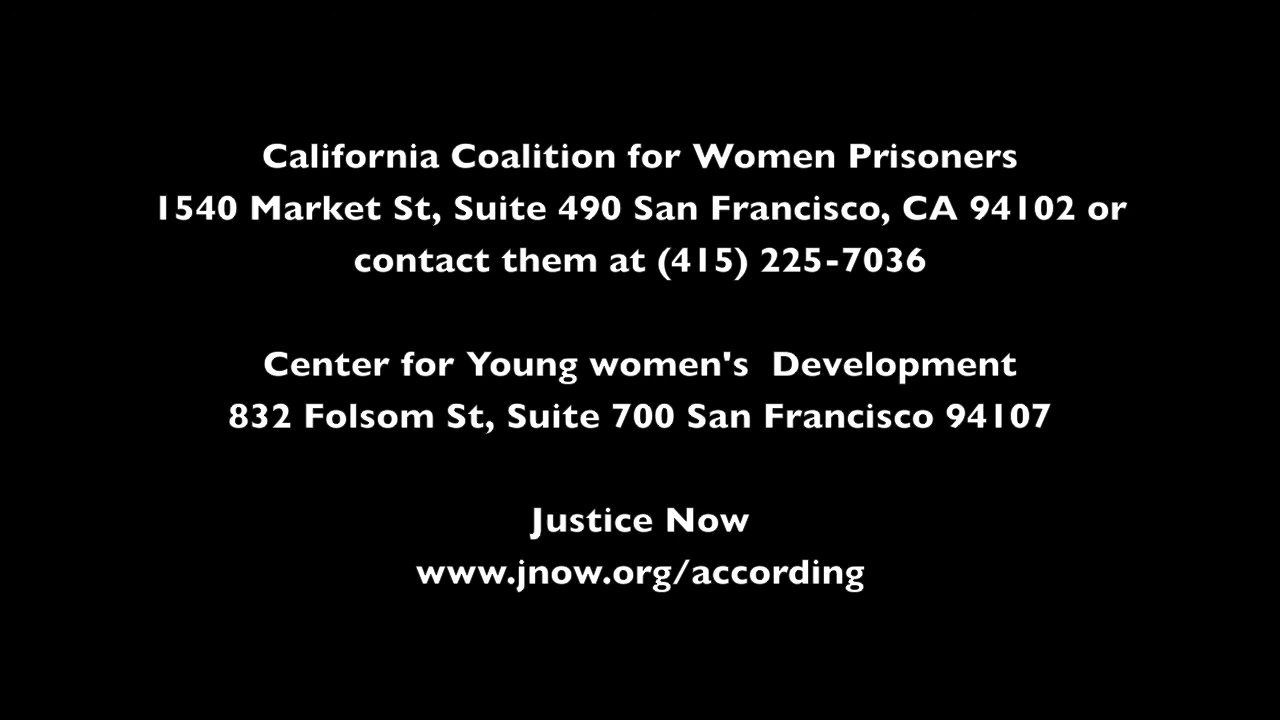 California Coalition for Women Prisoners
1540 Market St, Suite 490 San Francisco, CA 94102 or
contact them at (415) 225-7036
Center for Young women's  Development
832 Folsom St, Suite 700 San Francisco 94107
Justice Now
www.jnow.org/according